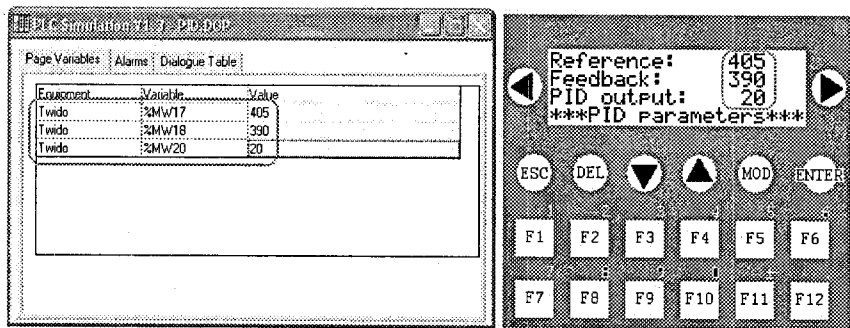 PLC Simulation V1.7 - PID.DOP
Page Variables Alarms Dialogue Table
Equipment Variable Value
Twido %MW17 405
Twido %MW18 390
Twido %MW20 20
Reference: 405
Feedback: 390
PID output: 20
***PID parameters***
ESC DEL MOD ENTER
F1 F2 F3 F4 F5 F6
F7 F8 F9 F10 F11 F12